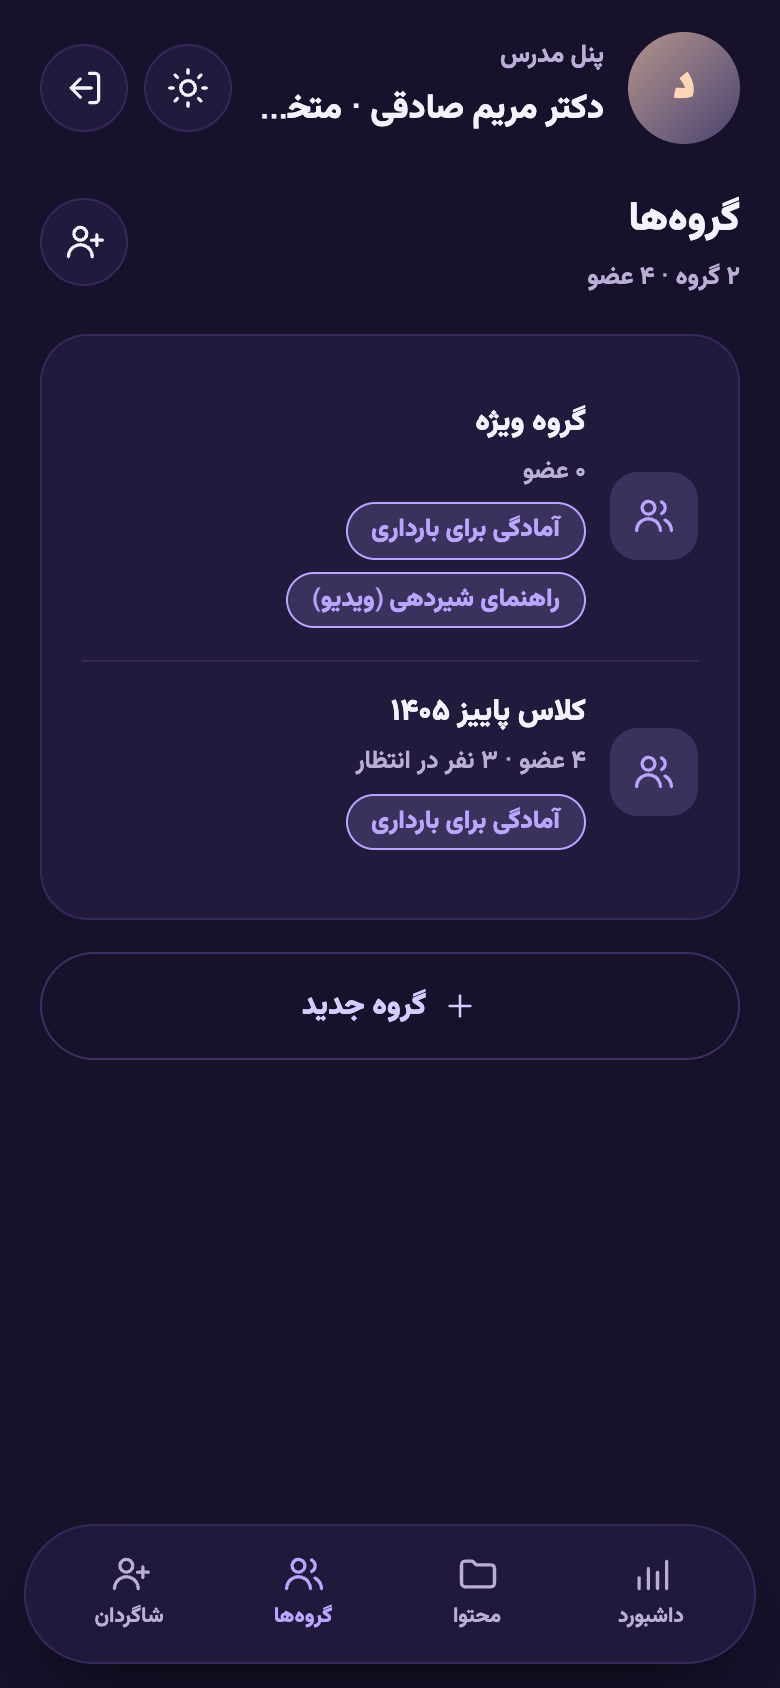 د
پنل مدرس
دکتر مریم صادقی · متخـ...
گروه‌ها
۲ گروه · ۴ عضو
گروه ویژه
۰ عضو
آمادگی برای بارداری
راهنمای شیردهی (ویدیو)
کلاس پاییز ۱۴۰۵
۴ عضو · ۳ نفر در انتظار
آمادگی برای بارداری
گروه جدید
داشبورد
محتوا
گروه‌ها
شاگردان